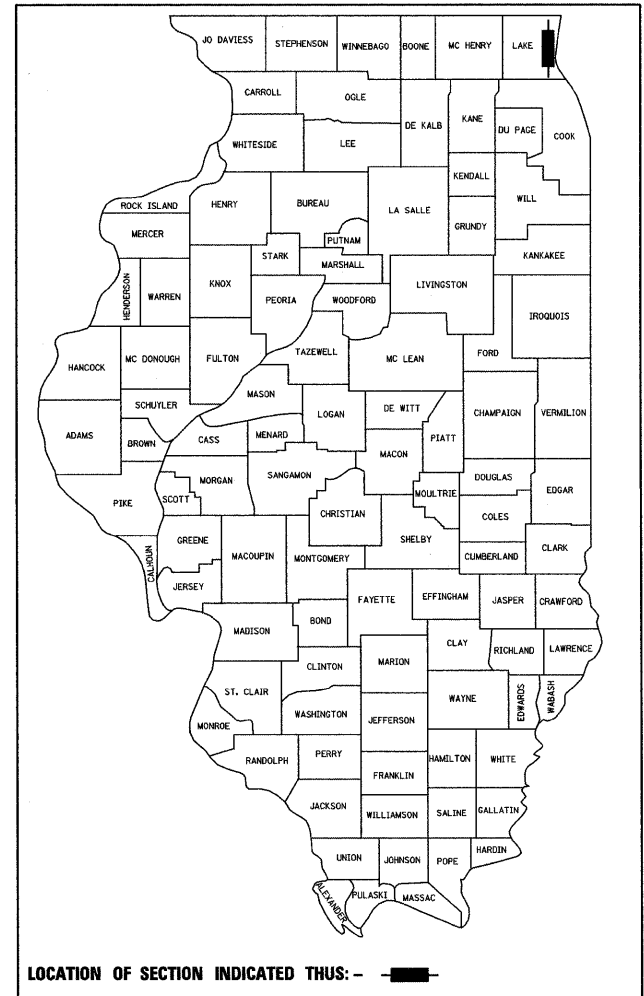 JO DAVIESS STEPHENSON WINNEBAGO BOONE MC HENRY LAKE
CARROLL OGLE DE KALB KANE DU PAGE COOK
WHITESIDE LEE KENDALL WILL
ROCK ISLAND HENRY BUREAU LA SALLE GRUNDY
MERCER PUTNAM KANKAKEE
STARK MARSHALL
HENDERSON WARREN KNOX PEORIA WOODFORD LIVINGSTON IROQUOIS
HANCOCK MC DONOUGH FULTON TAZEWELL MC LEAN FORD
SCHUYLER MASON LOGAN DE WITT CHAMPAIGN VERMILION
ADAMS BROWN CASS MENARD MACON PIATT
PIKE SCOTT MORGAN SANGAMON MOULTRIE DOUGLAS EDGAR
CHRISTIAN COLES
CALHOUN GREENE MACOUPIN MONTGOMERY SHELBY CUMBERLAND CLARK
JERSEY FAYETTE EFFINGHAM JASPER CRAWFORD
MADISON BOND CLAY RICHLAND LAWRENCE
CLINTON MARION
ST. CLAIR WAYNE EDWARDS WABASH
MONROE WASHINGTON JEFFERSON
RANDOLPH PERRY HAMILTON WHITE
FRANKLIN
JACKSON WILLIAMSON SALINE GALLATIN
UNION JOHNSON POPE HARDIN
ALEXANDER PULASKI MASSAC
LOCATION OF SECTION INDICATED THUS: -